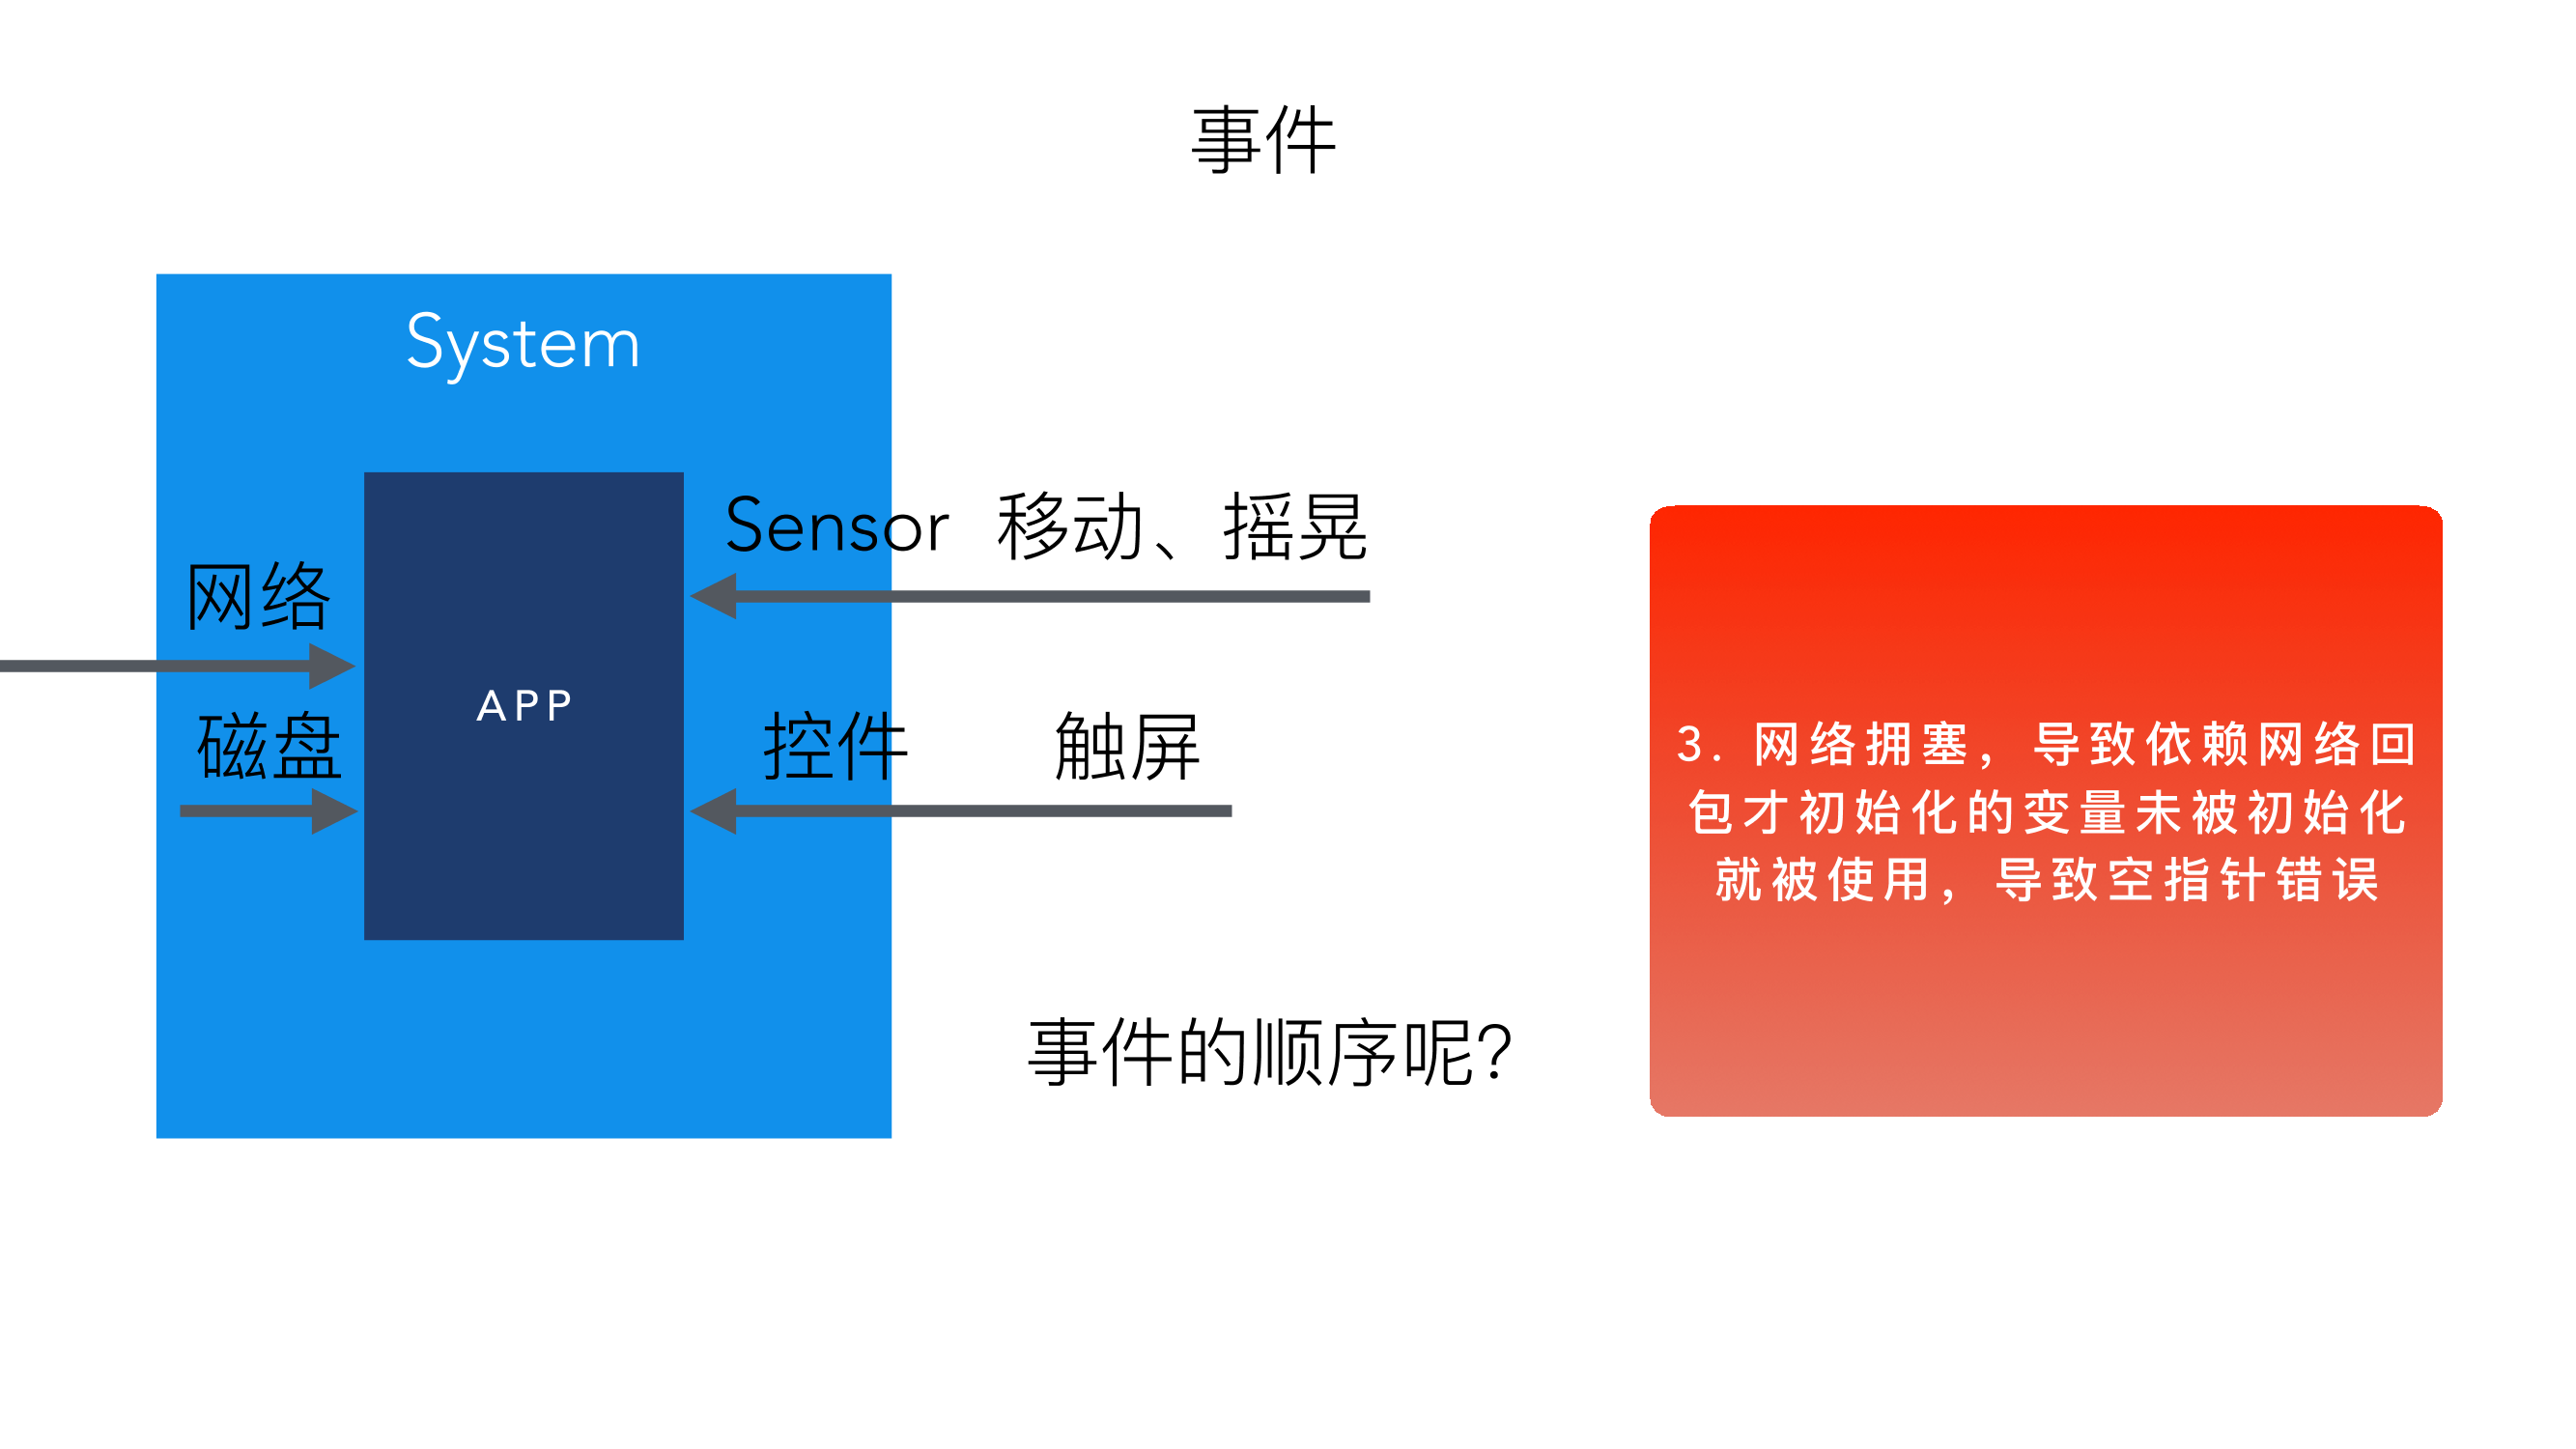 事件
System
Sensor 移动、摇晃
网络
APP
磁盘
控件 触屏
3. 网络拥塞，导致依赖网络回
包才初始化的变量未被初始化
就被使用，导致空指针错误
事件的顺序呢?